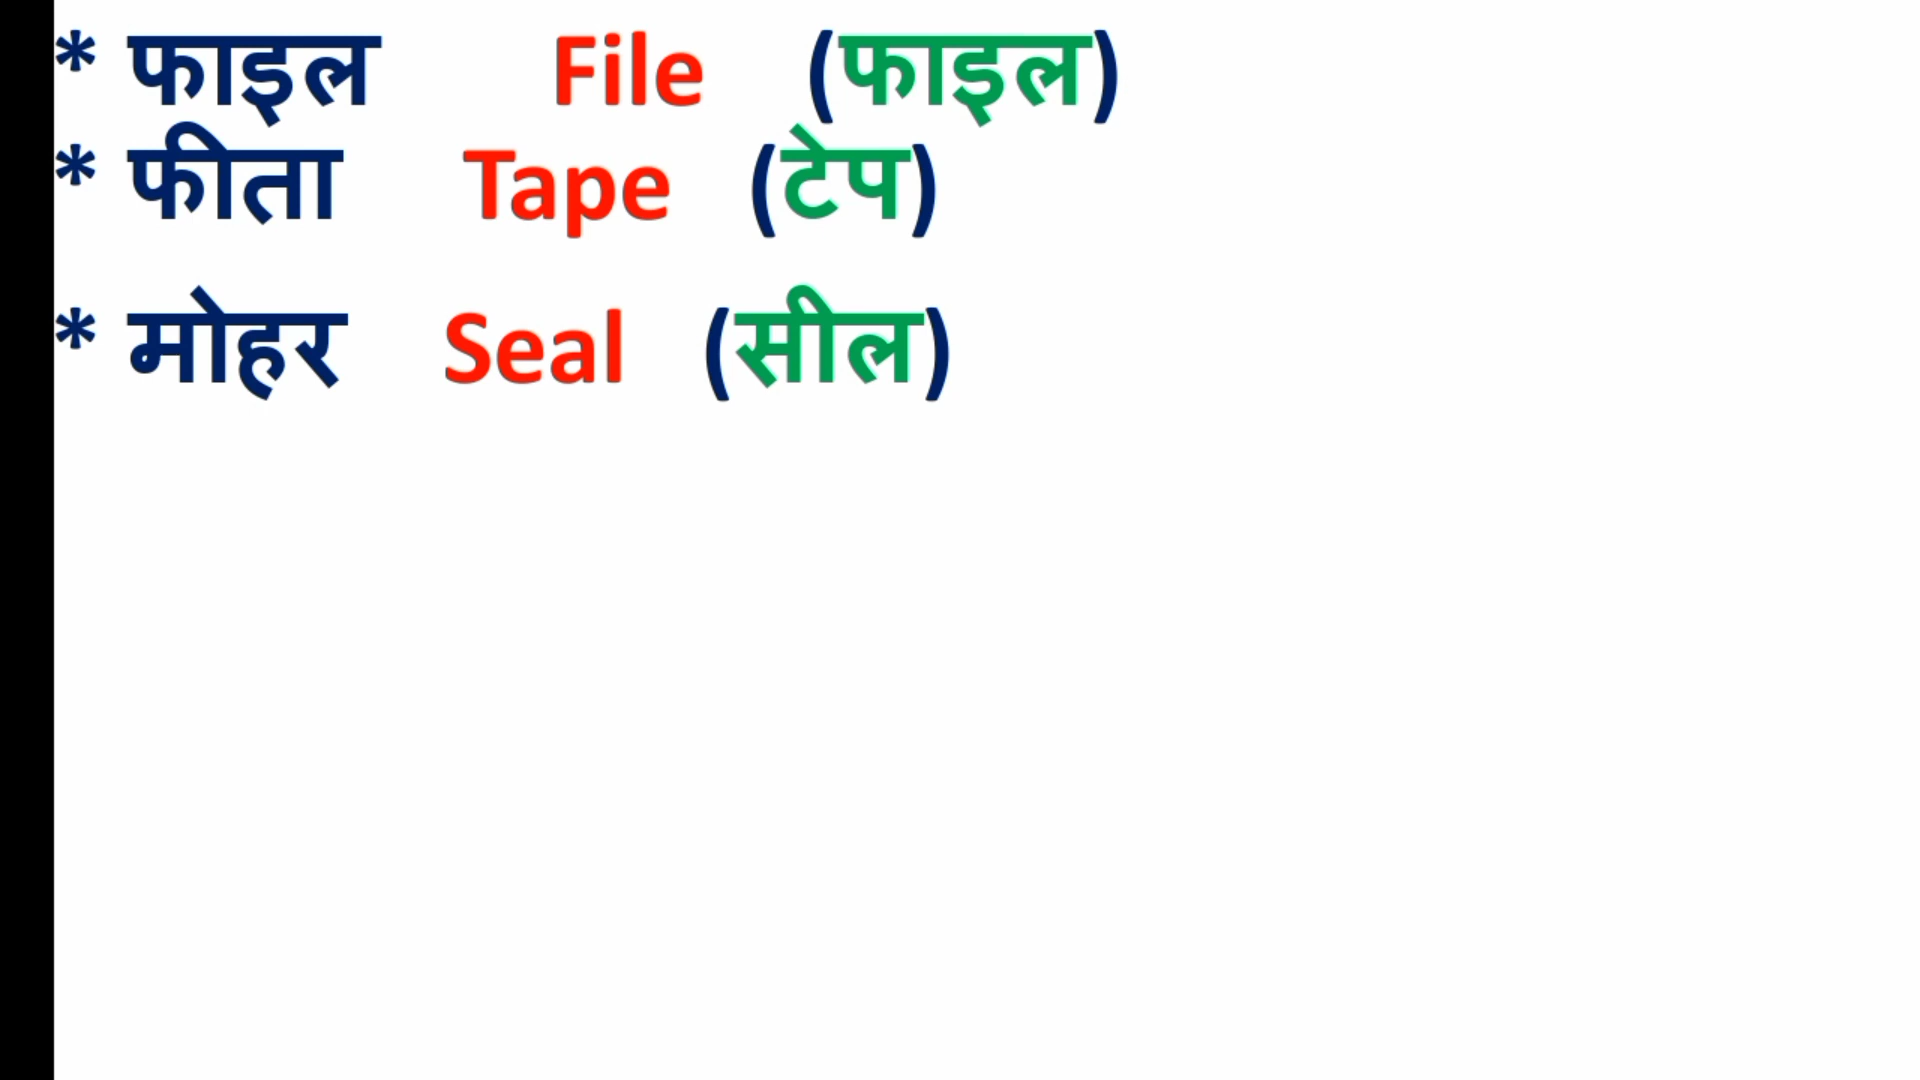 * फाइल File (फाइल)
* फीता Tape (टेप)
* मोहर Seal (सील)